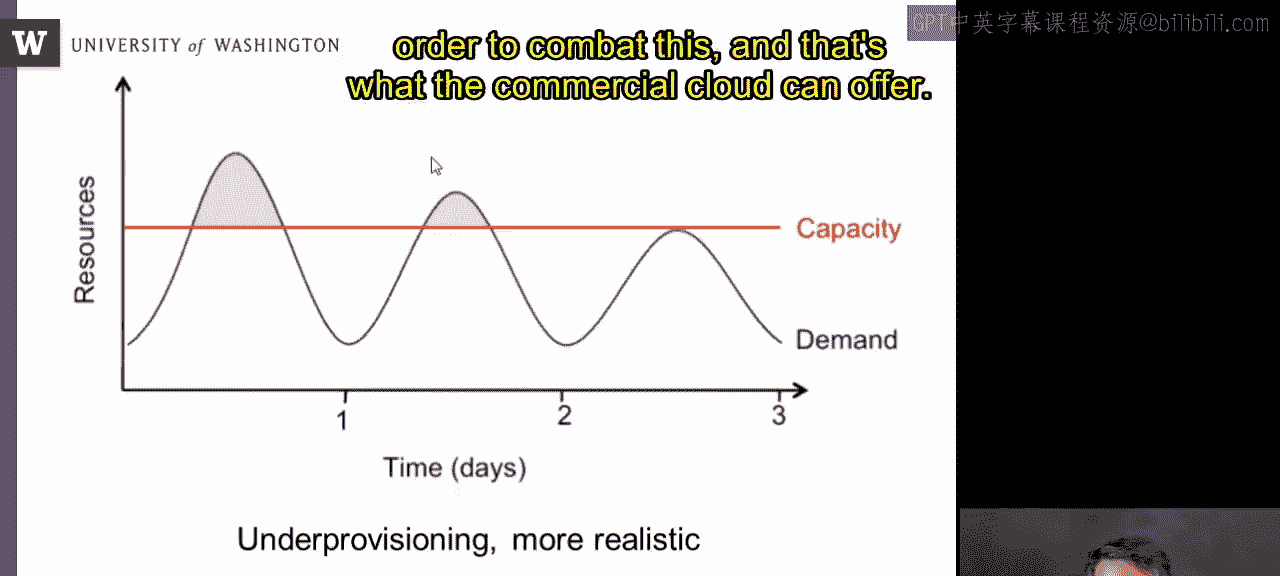 W UNIVERSITY of WASHINGTON
GPT中英字幕课程资源@bilibili.com
order to combat this, and that's
what the commercial cloud can offer.
Resources
Capacity
Demand
1 2 3
Time (days)
Underprovisioning, more realistic